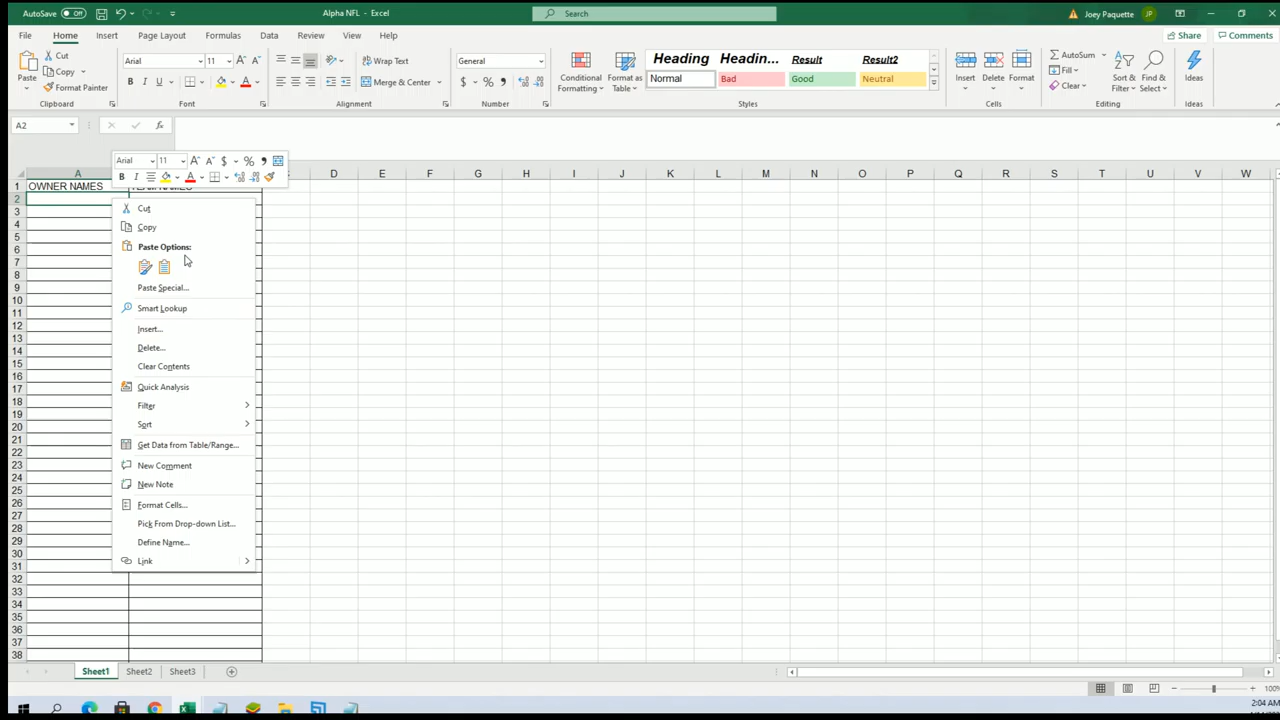 AutoSave Off Alpha NFL - Excel Search Joey Paquette JP
File Home Insert Page Layout Formulas Data Review View Help Share Comments
Paste Cut Copy Format Painter Clipboard
Arial 11 A A B I U A Font
Wrap Text Merge & Center Alignment
General $ % , Number
Conditional Formatting Format as Table
Heading Headin... Result Result2
Normal Bad Good Neutral
Styles
Insert Delete Format Cells
AutoSum Fill Clear Sort & Filter Find & Select Editing
Ideas Ideas
A2 fx
Arial 11 A A $ % ,
B I A
A D E F G H I J K L M N O P Q R S T U V W
1 OWNER NAMES
2
3
4
5
6
7
8
9
10
11
12
13
14
15
16
17
18
19
20
21
22
23
24
25
26
27
28
29
30
31
32
33
34
35
36
37
38
Cut
Copy
Paste Options:
Paste Special...
Smart Lookup
Insert...
Delete...
Clear Contents
Quick Analysis
Filter
Sort
Get Data from Table/Range...
New Comment
New Note
Format Cells...
Pick From Drop-down List...
Define Name...
Link
Sheet1 Sheet2 Sheet3
100%
2:04 AM